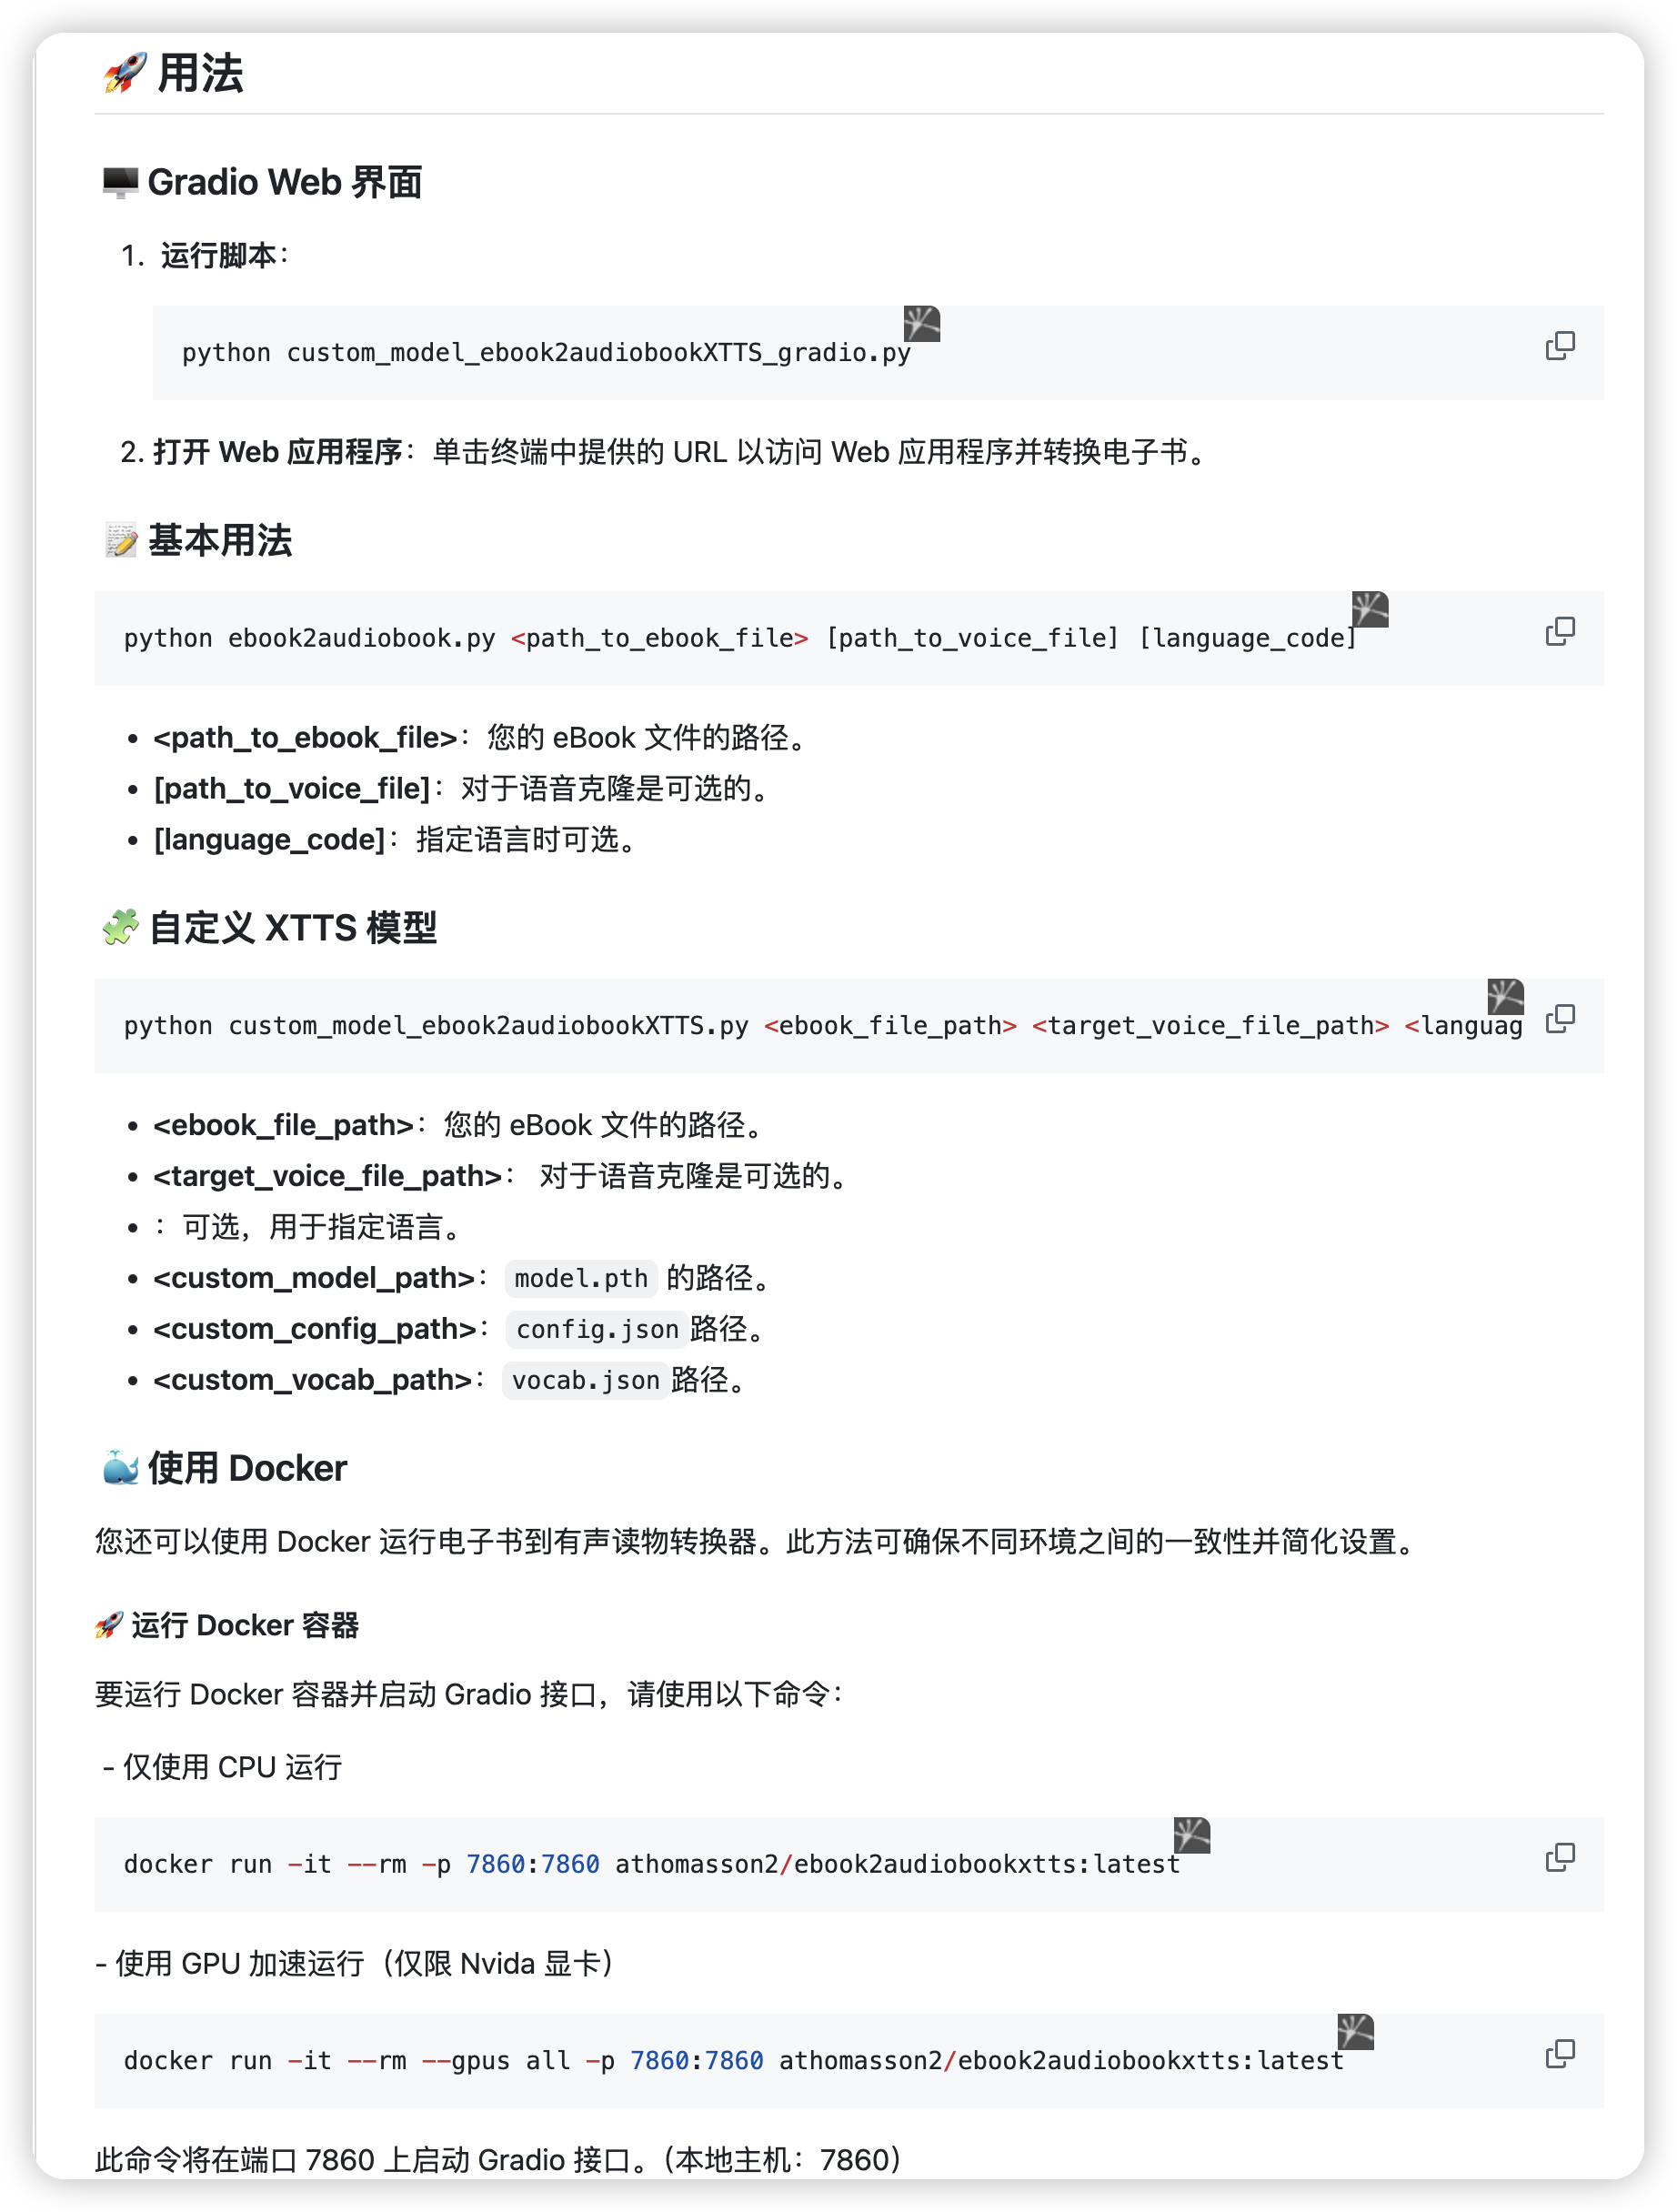 🚀 用法
🖥️ Gradio Web 界面
1. 运行脚本：
python custom_model_ebook2audiobookXTTS_gradio.py
2. 打开 Web 应用程序：单击终端中提供的 URL 以访问 Web 应用程序并转换电子书。
📝 基本用法
python ebook2audiobook.py <path_to_ebook_file> [path_to_voice_file] [language_code]
• <path_to_ebook_file>：您的 eBook 文件的路径。
• [path_to_voice_file]：对于语音克隆是可选的。
• [language_code]：指定语言时可选。
🧩 自定义 XTTS 模型
python custom_model_ebook2audiobookXTTS.py <ebook_file_path> <target_voice_file_path> <languag
• <ebook_file_path>：您的 eBook 文件的路径。
• <target_voice_file_path>： 对于语音克隆是可选的。
• ：可选，用于指定语言。
• <custom_model_path>： model.pth 的路径。
• <custom_config_path>： config.json 路径。
• <custom_vocab_path>： vocab.json 路径。
🐳 使用 Docker
您还可以使用 Docker 运行电子书到有声读物转换器。此方法可确保不同环境之间的一致性并简化设置。
🚀 运行 Docker 容器
要运行 Docker 容器并启动 Gradio 接口，请使用以下命令：
- 仅使用 CPU 运行
docker run -it --rm -p 7860:7860 athomasson2/ebook2audiobookxtts:latest
- 使用 GPU 加速运行（仅限 Nvida 显卡）
docker run -it --rm --gpus all -p 7860:7860 athomasson2/ebook2audiobookxtts:latest
此命令将在端口 7860 上启动 Gradio 接口。（本地主机：7860）